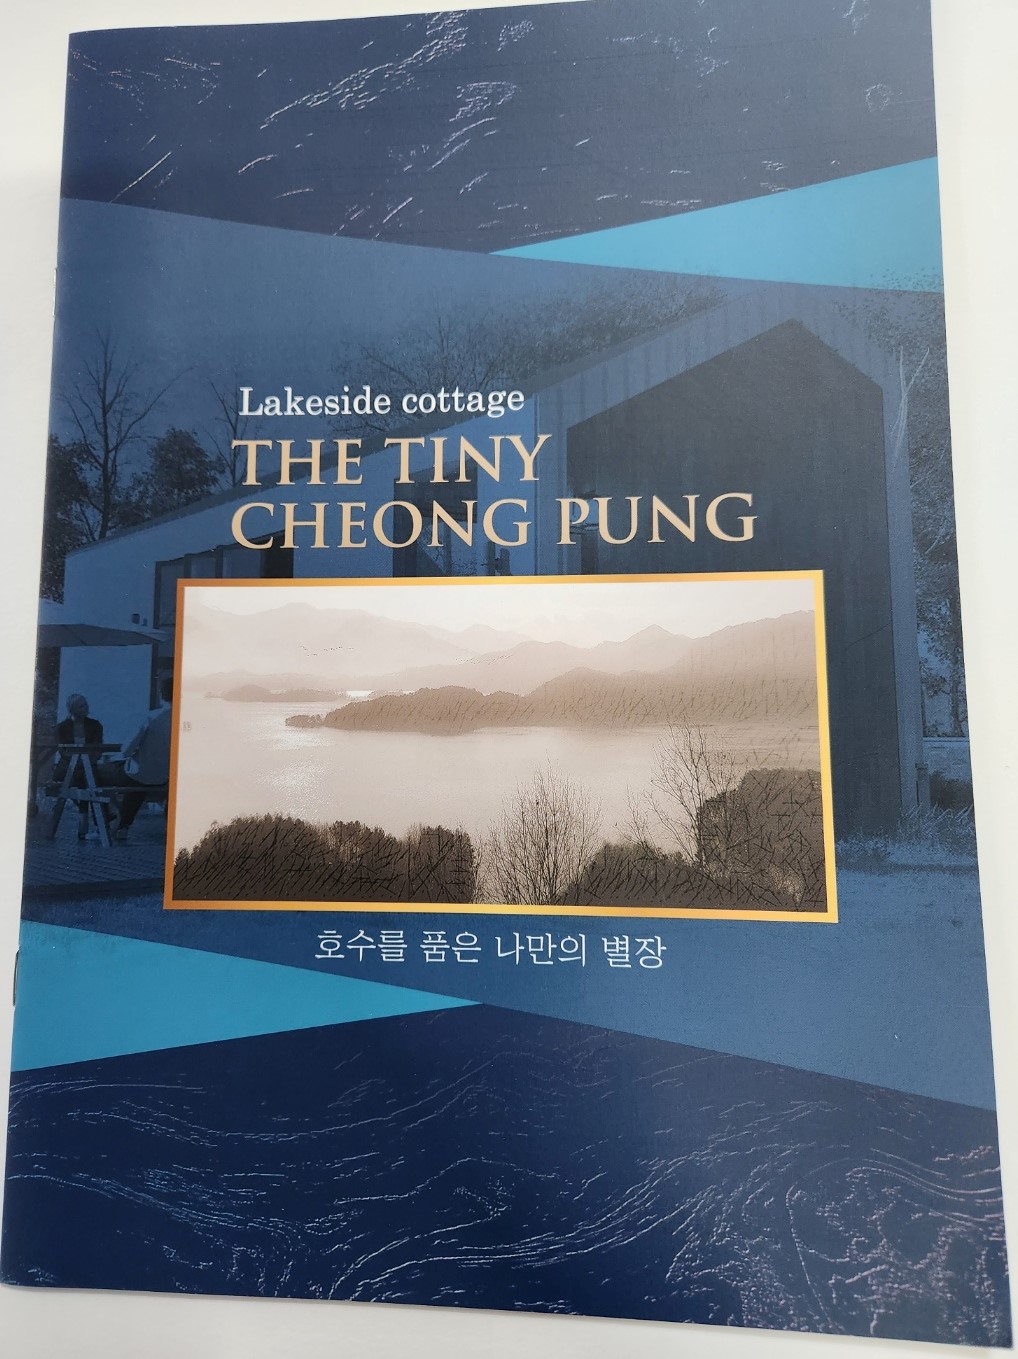 Lakeside cottage
THE TINY
CHEONG PUNG
호수를 품은 나만의 별장